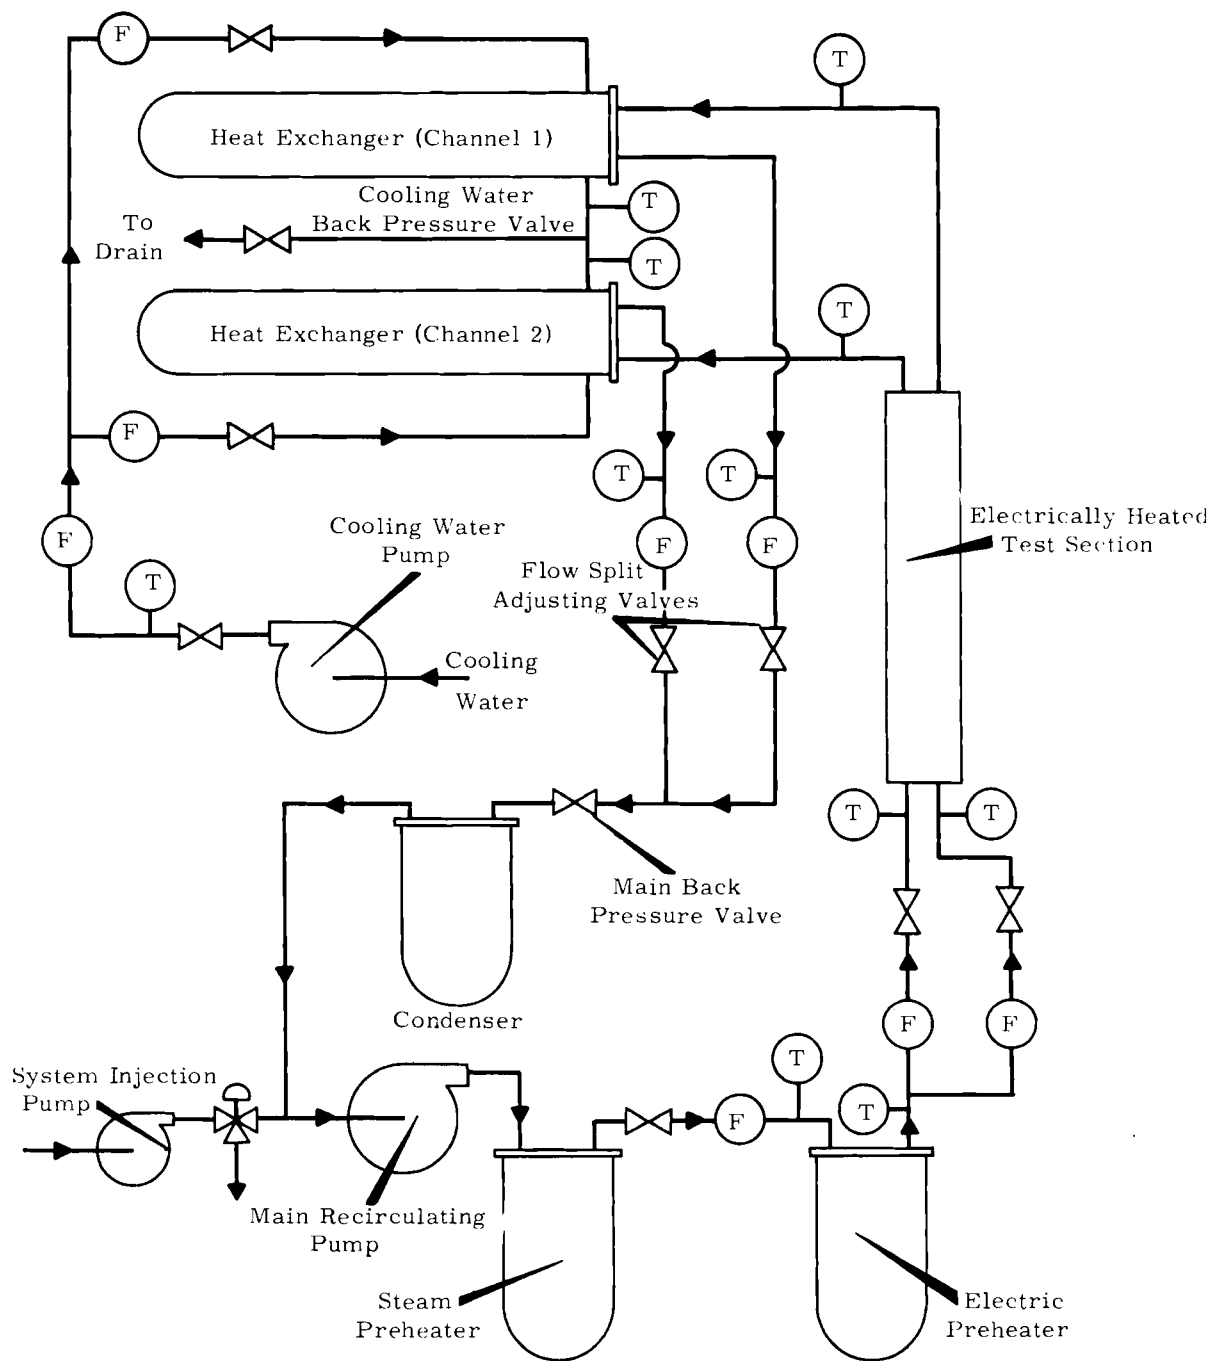 F
T
Heat Exchanger (Channel 1)
Cooling Water
Back Pressure Valve
T
To
Drain
T
Heat Exchanger (Channel 2)
T
F
T
T
F
Cooling Water
Pump
F
F
Electrically Heated
Test Section
T
Flow Split
Adjusting Valves
Cooling
Water
T
T
Main Back
Pressure Valve
Condenser
F
F
System Injection
Pump
T
T
F
Main Recirculating
Pump
Steam
Preheater
Electric
Preheater